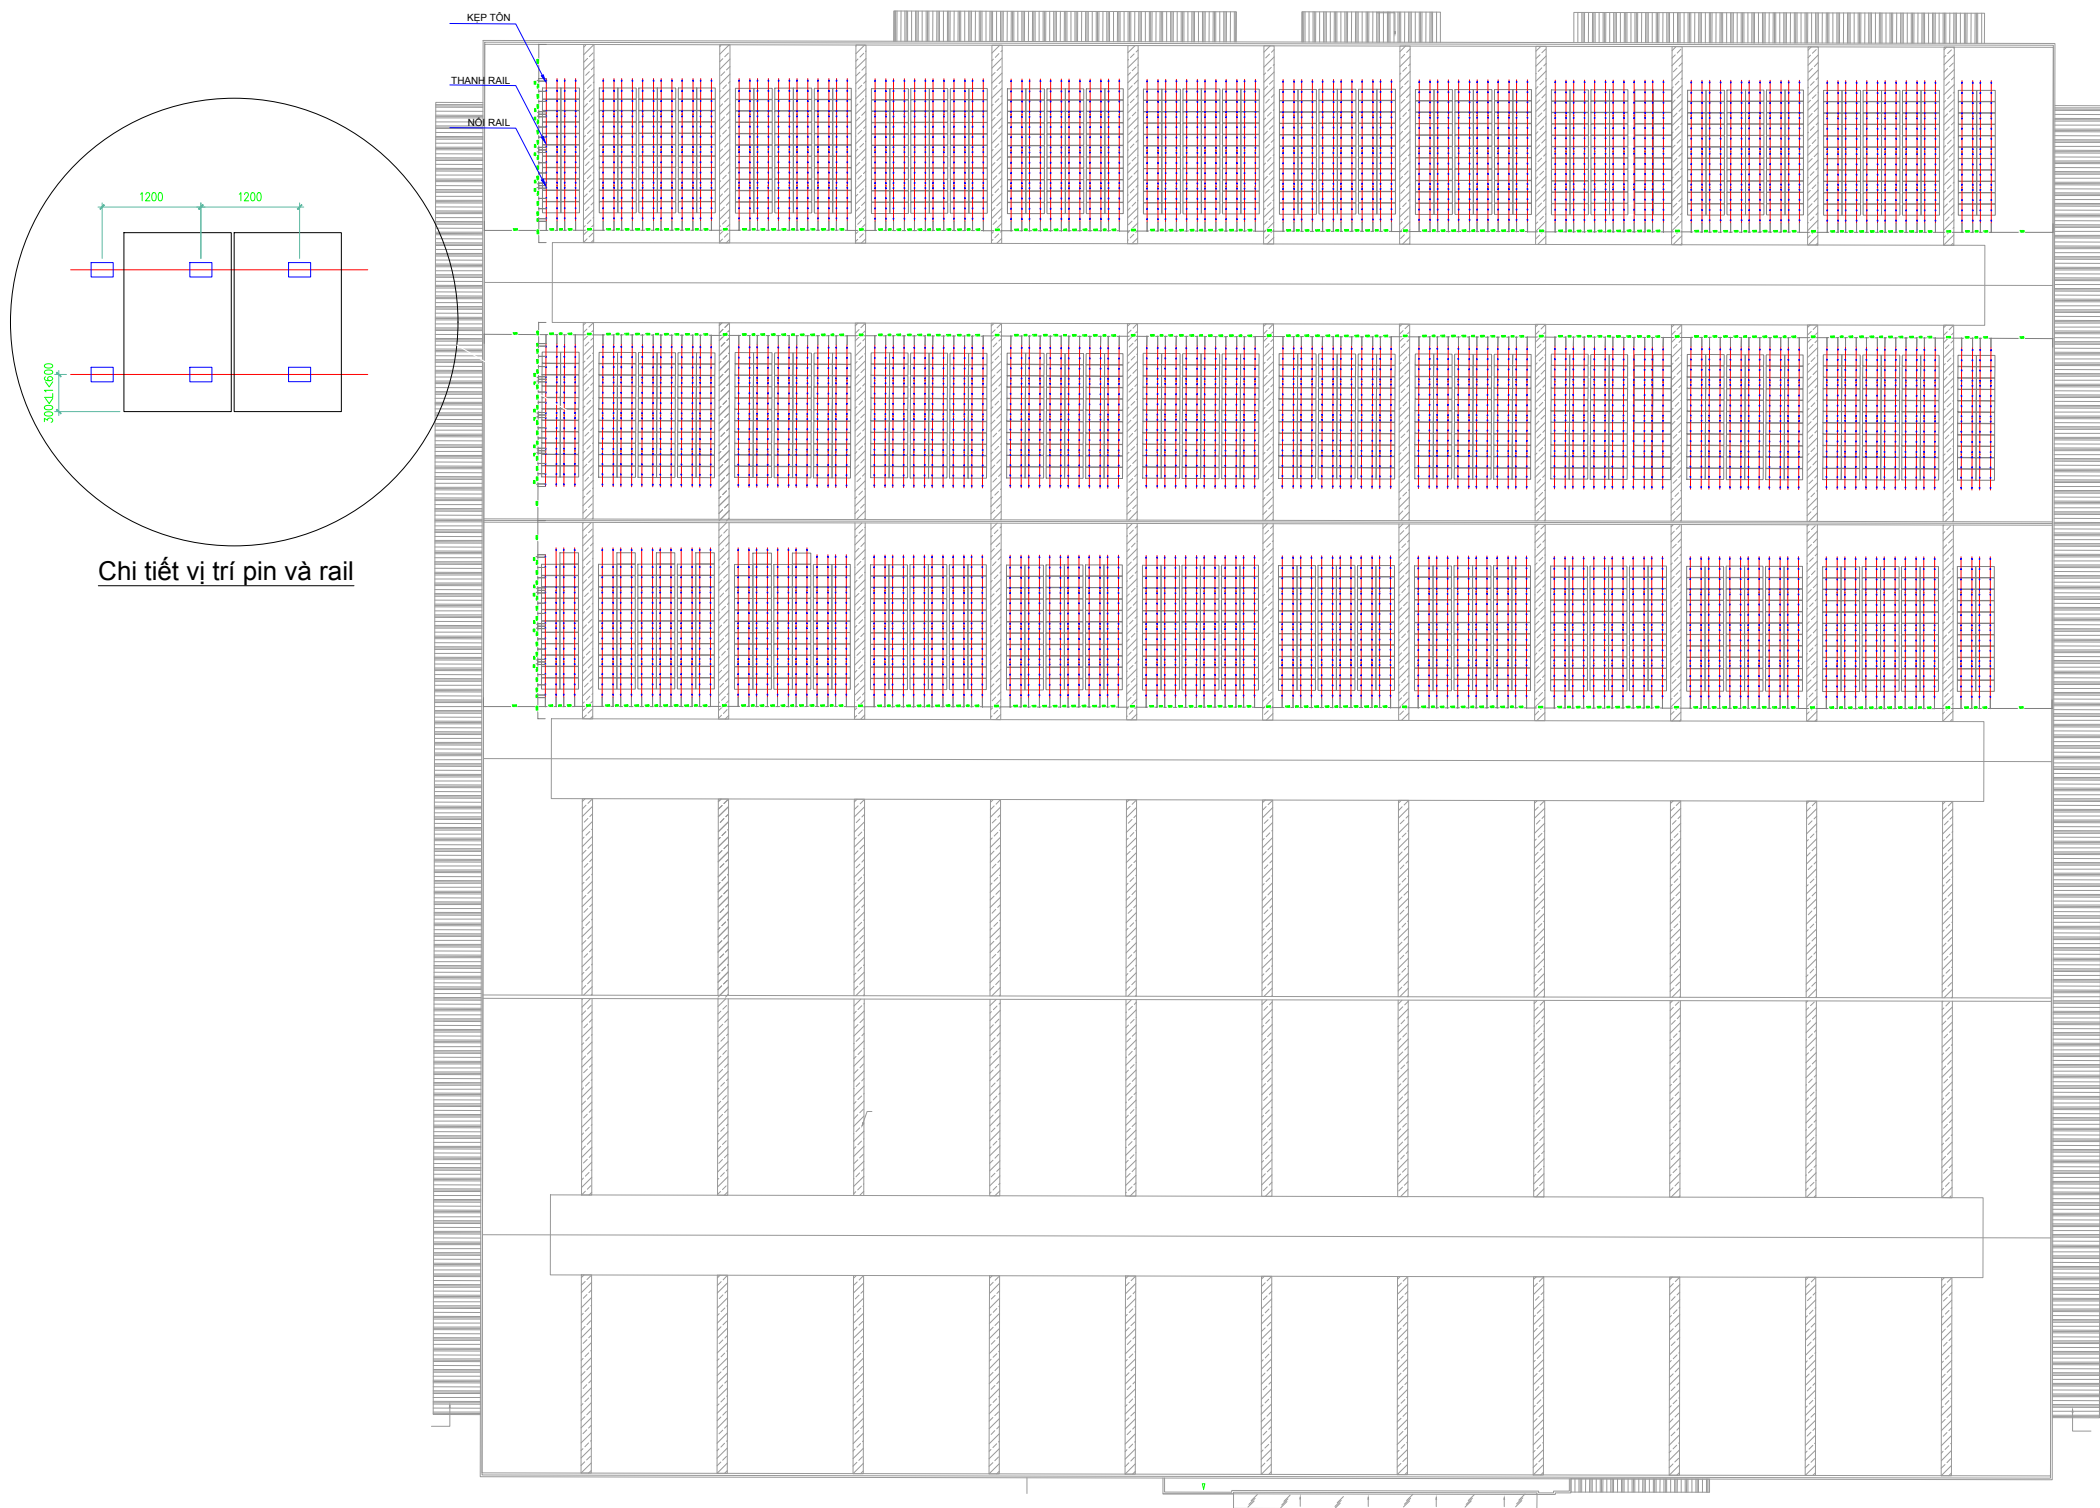 KẸP TÔN
THANH RAIL
NỐI RAIL
1200
1200
300<L1<600
Chi tiết vị trí pin và rail